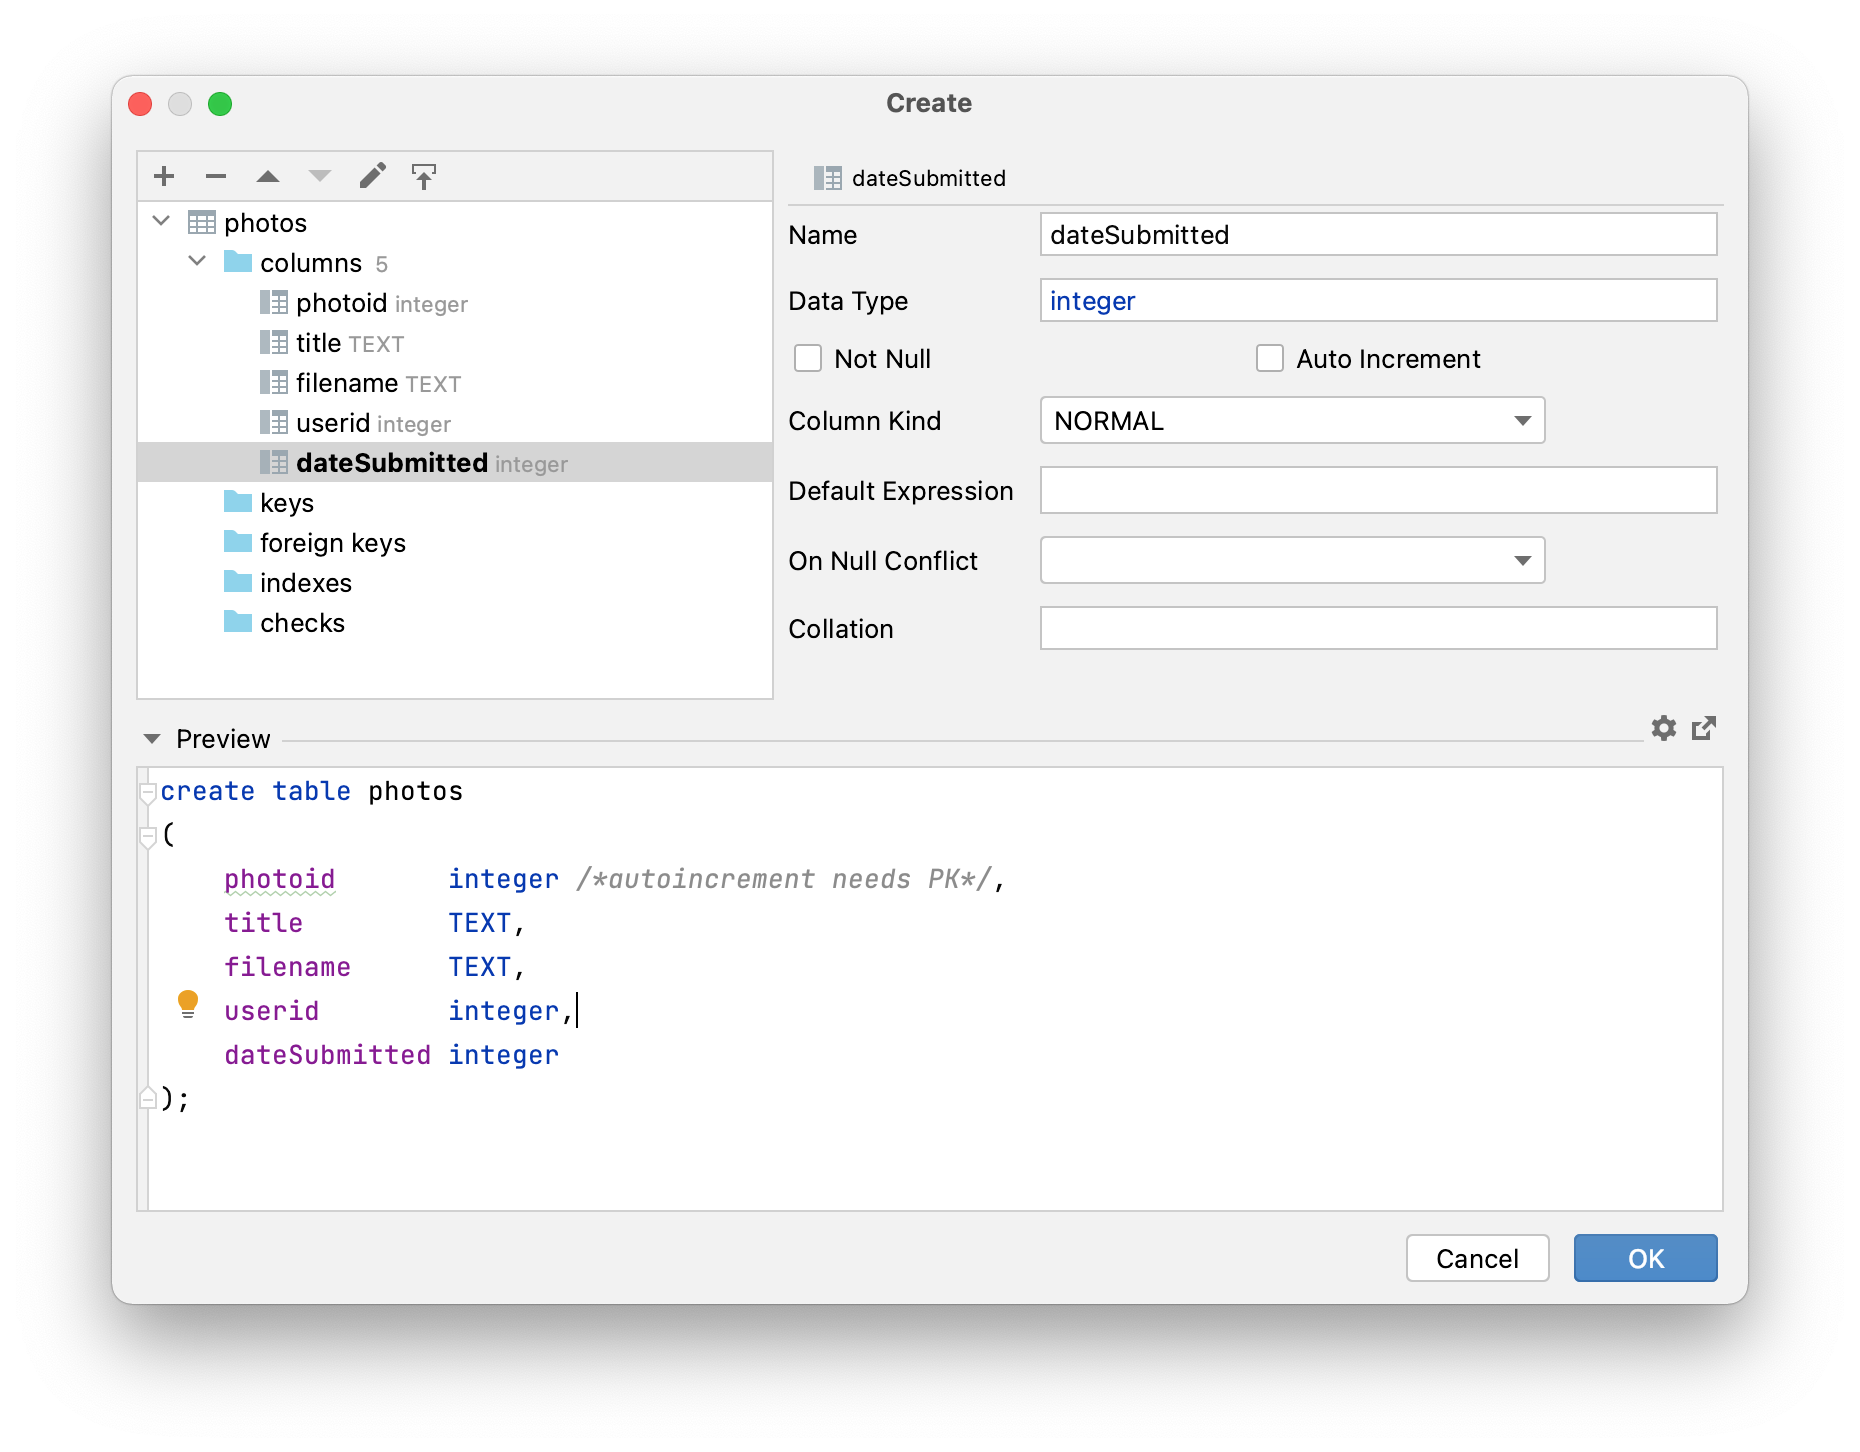 Create
photos
columns 5
photoid integer
title TEXT
filename TEXT
userid integer
dateSubmitted integer
keys
foreign keys
indexes
checks
dateSubmitted
Name dateSubmitted
Data Type integer
Not Null Auto Increment
Column Kind NORMAL
Default Expression
On Null Conflict
Collation
Preview
create table photos
(
photoid integer /*autoincrement needs PK*/,
title TEXT,
filename TEXT,
userid integer,
dateSubmitted integer
);
Cancel OK